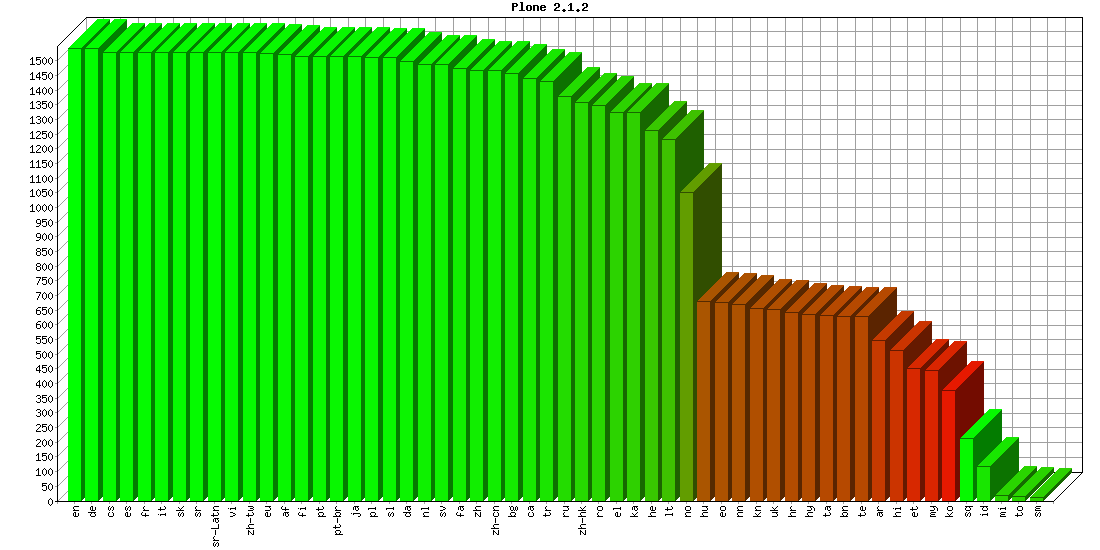 Plone 2.1.2
1500
1450
1400
1350
1300
1250
1200
1150
1100
1050
1000
950
900
850
800
750
700
650
600
550
500
450
400
350
300
250
200
150
100
50
0
en
de
cs
es
fr
it
sk
sr
sr-Latn
vi
zh-tw
eu
af
fi
pt
pt-br
ja
pl
sl
da
nl
sv
fa
zh
zh-cn
bg
ca
tr
ru
zh-hk
ro
el
ka
he
lt
no
hu
eo
nn
kn
uk
hr
hy
ta
bn
te
ar
hi
et
my
ko
sq
id
mi
to
sm